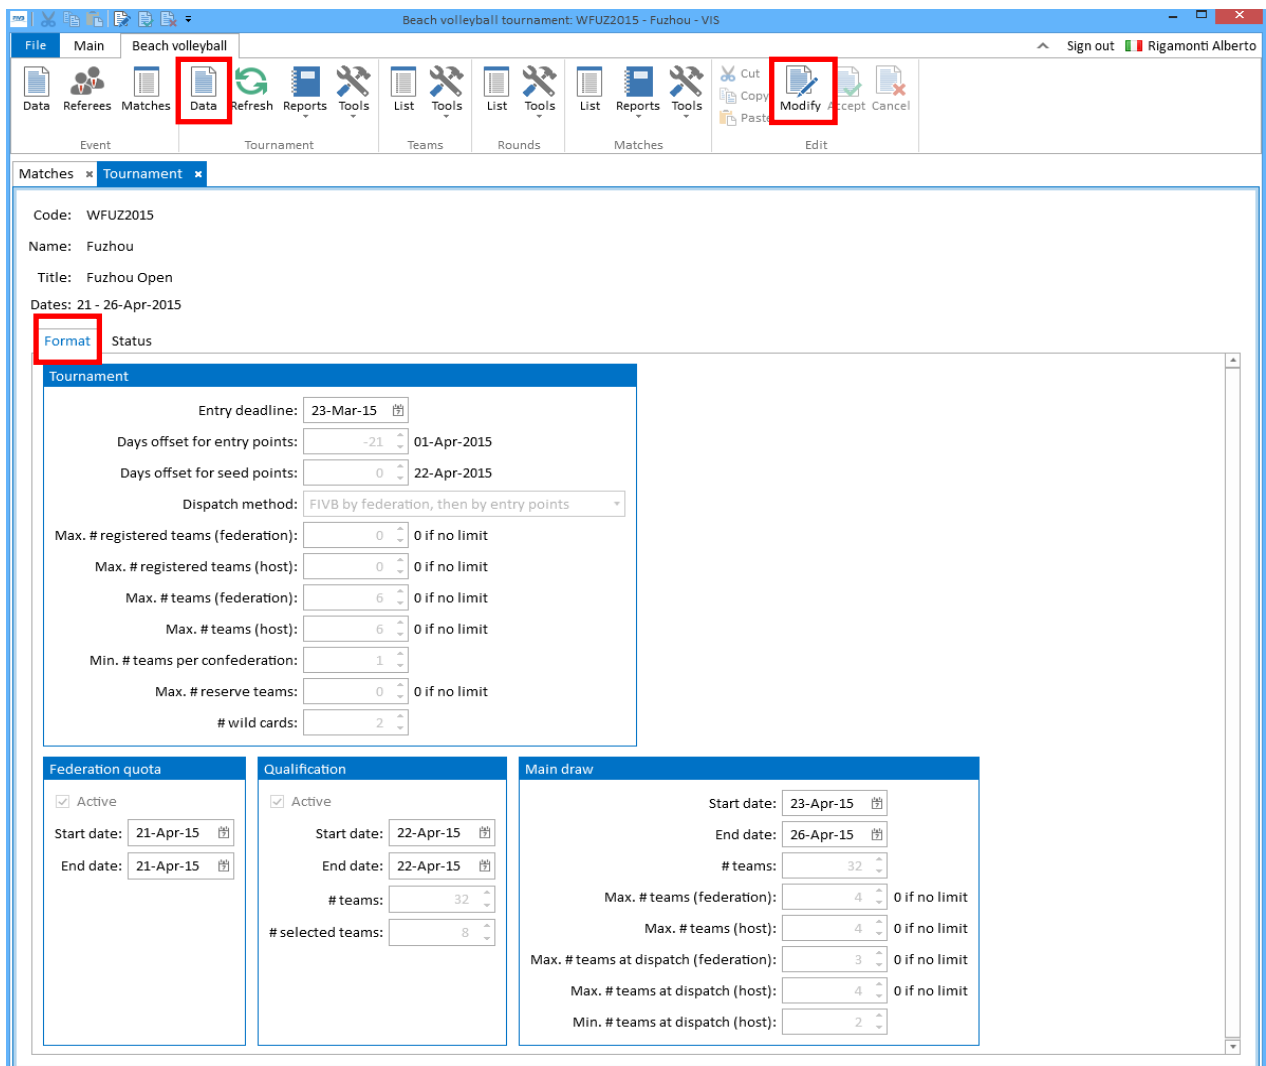 FIVB
Beach volleyball tournament: WFUZ2015 - Fuzhou - VIS
File Main Beach volleyball Sign out Rigamonti Alberto
Data Referees Matches Data Refresh Reports Tools List Tools List Tools List Reports Tools Cut Copy Paste Modify Accept Cancel
Event Tournament Teams Rounds Matches Edit
Matches × Tournament ×
Code: WFUZ2015
Name: Fuzhou
Title: Fuzhou Open
Dates: 21 - 26-Apr-2015
Format Status
Tournament
Entry deadline: 23-Mar-15
Days offset for entry points: -21 01-Apr-2015
Days offset for seed points: 0 22-Apr-2015
Dispatch method: FIVB by federation, then by entry points
Max. # registered teams (federation): 0 0 if no limit
Max. # registered teams (host): 0 0 if no limit
Max. # teams (federation): 6 0 if no limit
Max. # teams (host): 6 0 if no limit
Min. # teams per confederation: 1
Max. # reserve teams: 0 0 if no limit
# wild cards: 2
Federation quota
Active
Start date: 21-Apr-15
End date: 21-Apr-15
Qualification
Active
Start date: 22-Apr-15
End date: 22-Apr-15
# teams: 32
# selected teams: 8
Main draw
Start date: 23-Apr-15
End date: 26-Apr-15
# teams: 32
Max. # teams (federation): 4 0 if no limit
Max. # teams (host): 4 0 if no limit
Max. # teams at dispatch (federation): 3 0 if no limit
Max. # teams at dispatch (host): 4 0 if no limit
Min. # teams at dispatch (host): 2